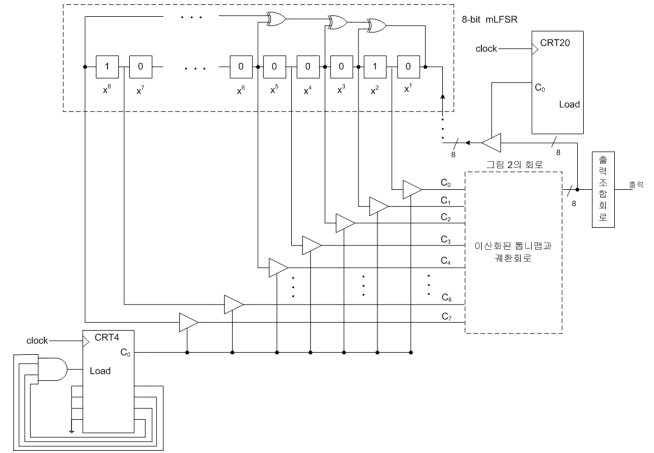 8-bit mLFSR
. . .
1 0 . . . 0 0 0 0 1 0
x⁸ x⁷ x⁶ x⁵ x⁴ x³ x² x¹
clock
CRT20
C₀
Load
8
8
그림 2의 회로
C₀
C₁
C₂
C₃
C₄
C₆
C₇
이산화된 톱니맵과
궤환회로
8
출력조합회로
출력
clock
CRT4
C₀
Load